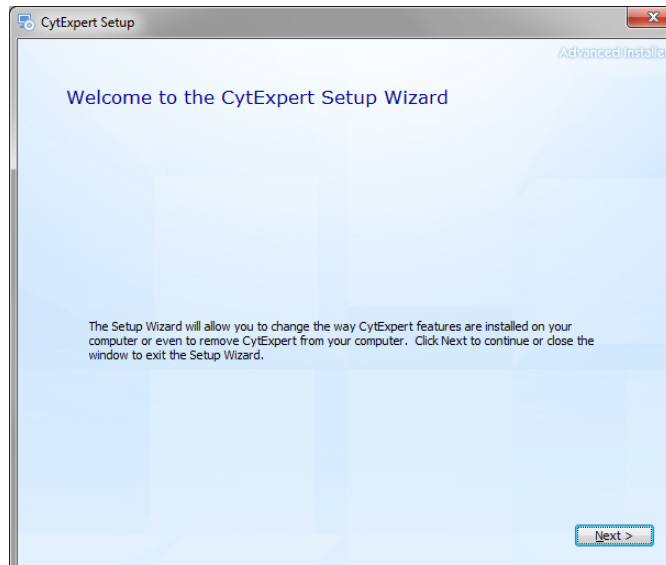 CytExpert Setup
Advanced Installer
Welcome to the CytExpert Setup Wizard
The Setup Wizard will allow you to change the way CytExpert features are installed on your
computer or even to remove CytExpert from your computer.  Click Next to continue or close the
window to exit the Setup Wizard.
Next >